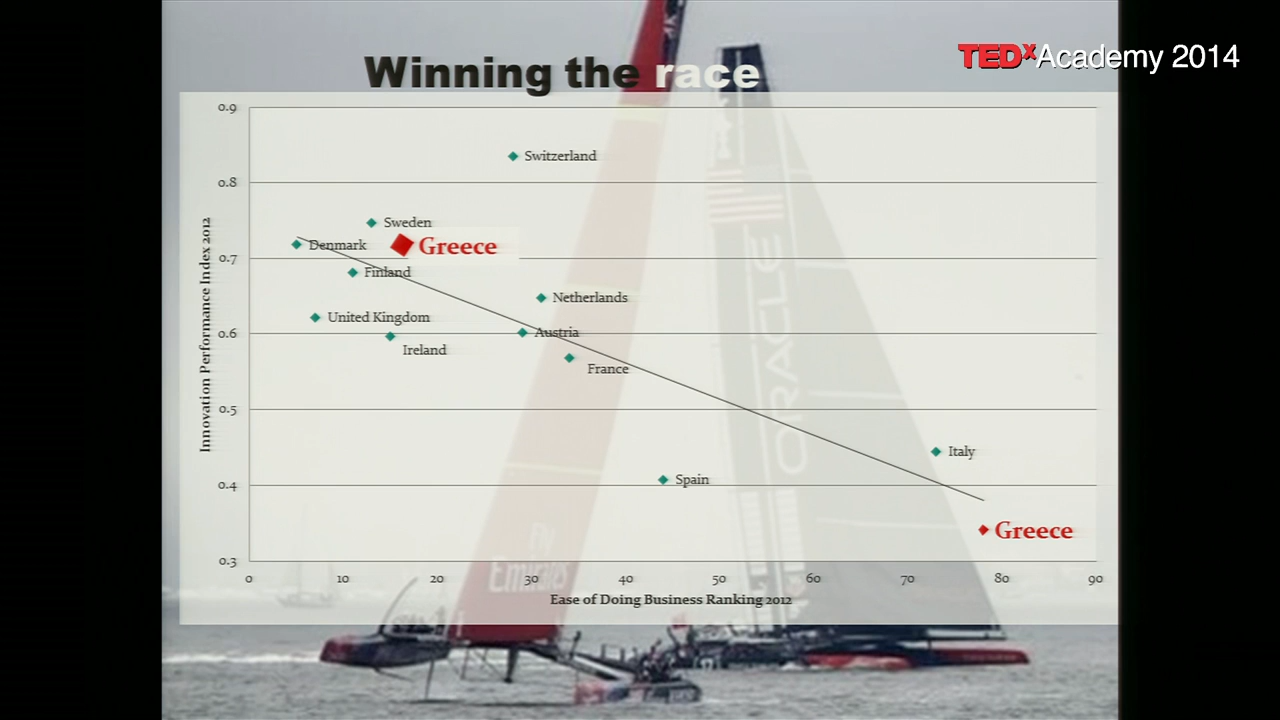 Winning the race
TEDxAcademy 2014
Innovation Performance Index 2012
0.9
0.8
0.7
0.6
0.5
0.4
0.3
Switzerland
Sweden
Denmark
Greece
Finland
Netherlands
United Kingdom
Austria
Ireland
France
Italy
Spain
Greece
ORACLE
Emirates
0
10
20
30
40
50
60
70
80
90
Ease of Doing Business Ranking 2012